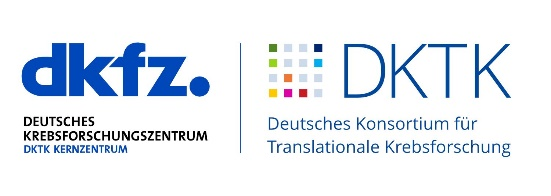 dkfz.
DEUTSCHES
KREBSFORSCHUNGSZENTRUM
DKTK KERNZENTRUM
DKTK
Deutsches Konsortium für
Translationale Krebsforschung